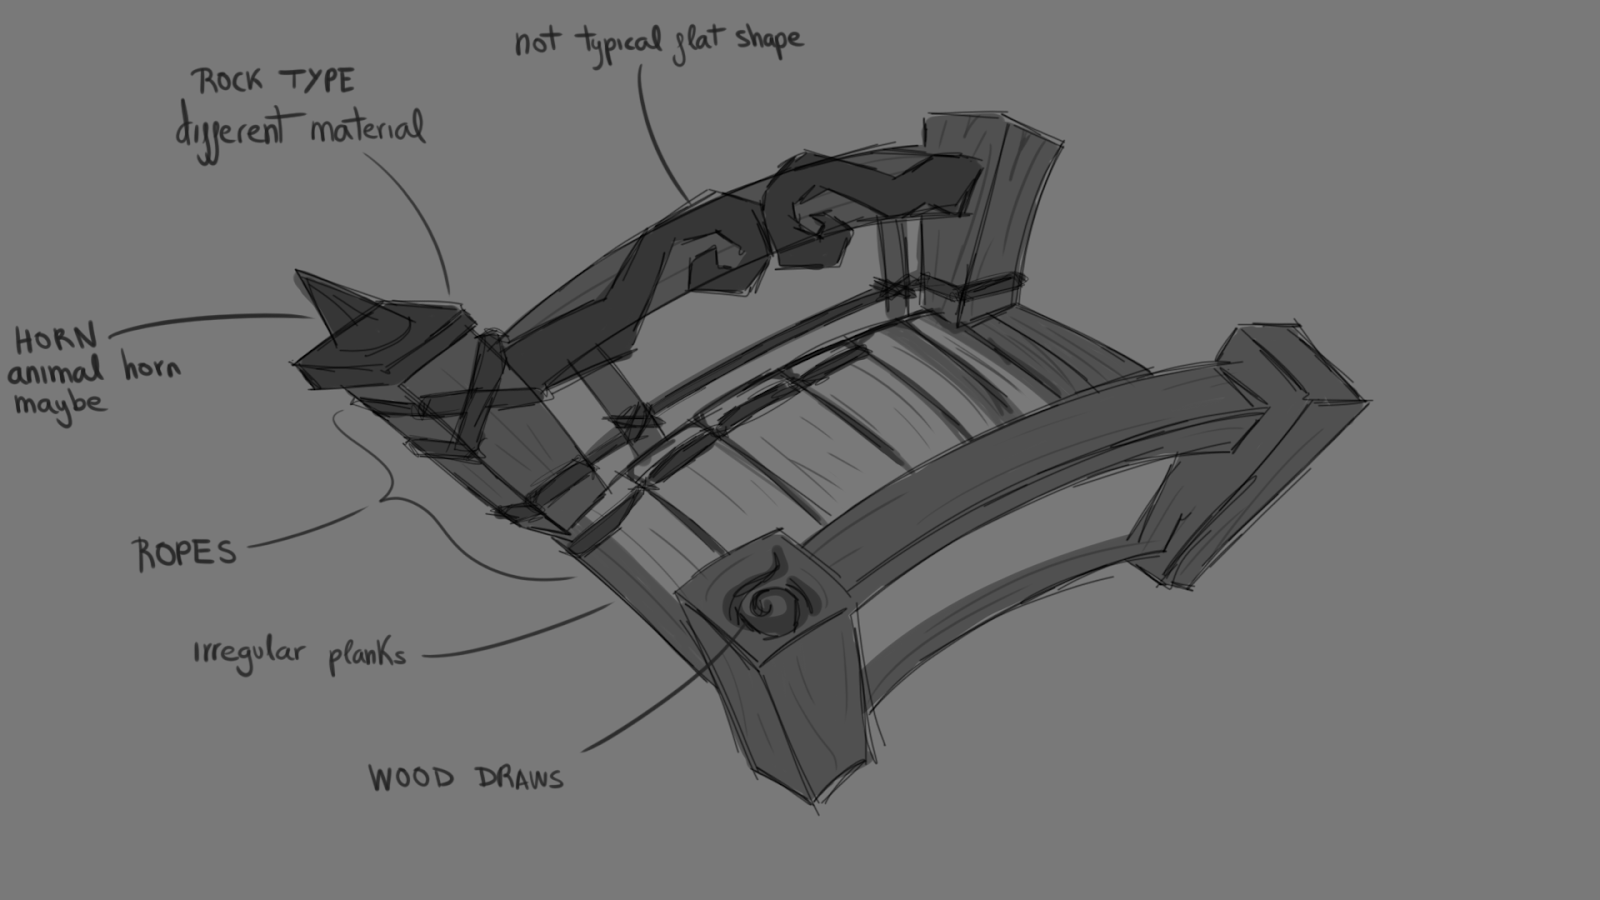 not typical flat shape
ROCK TYPE
different material
HORN
animal horn
maybe
ROPES
irregular planks
WOOD DRAWS